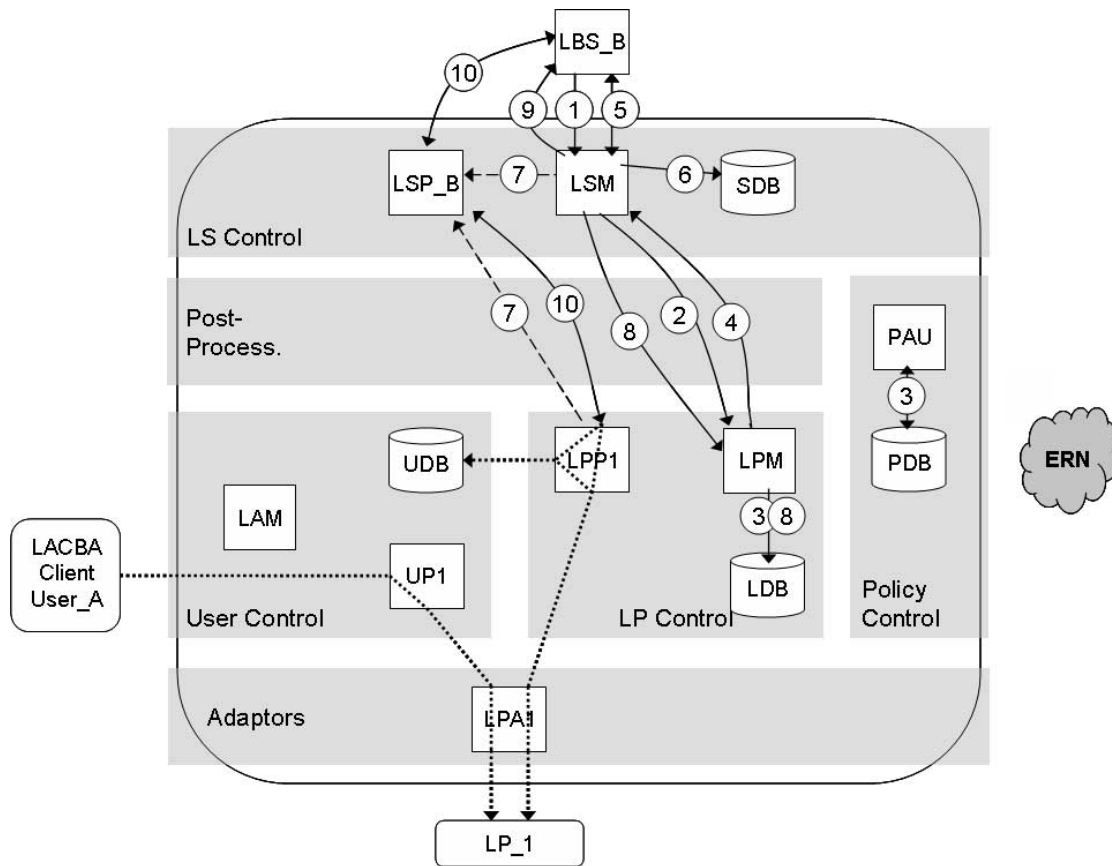 LBS_B
10
9
1
5
LSP_B
7
LSM
6
SDB
LS Control
7
10
8
2
4
Post-
Process.
PAU
3
PDB
ERN
UDB
LPP1
LPM
LAM
3
8
LACBA
Client
User_A
UP1
LDB
User Control
LP Control
Policy
Control
Adaptors
LPA1
LP_1